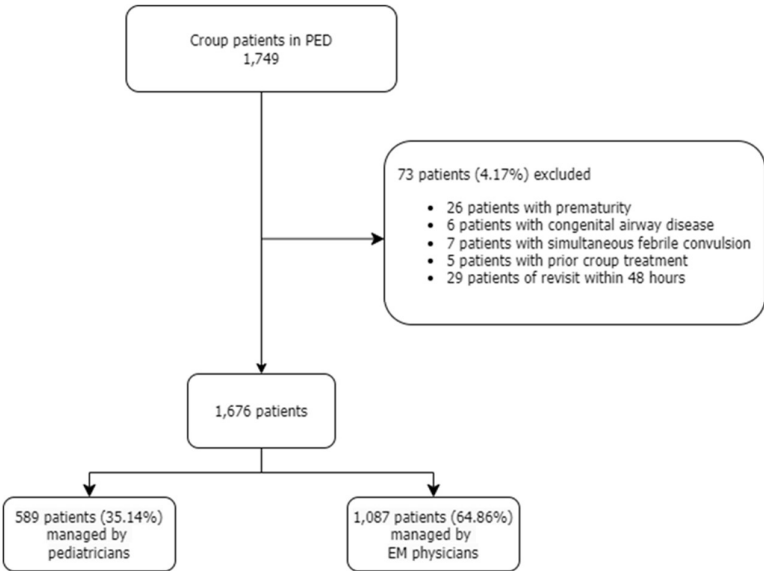 Croup patients in PED
1,749
73 patients (4.17%) excluded
• 26 patients with prematurity
• 6 patients with congenital airway disease
• 7 patients with simultaneous febrile convulsion
• 5 patients with prior croup treatment
• 29 patients of revisit within 48 hours
1,676 patients
589 patients (35.14%)
managed by
pediatricians
1,087 patients (64.86%)
managed by
EM physicians